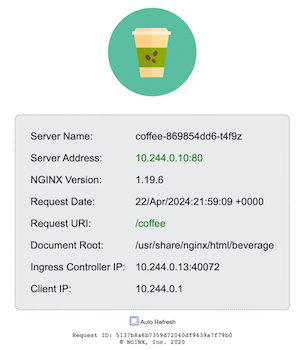 Server Name: coffee-869854dd6-t4f9z
Server Address: 10.244.0.10:80
NGINX Version: 1.19.6
Request Date: 22/Apr/2024:21:59:09 +0000
Request URI: /coffee
Document Root: /usr/share/nginx/html/beverage
Ingress Controller IP: 10.244.0.13:40072
Client IP: 10.244.0.1
Auto Refresh
Request ID: 5137b8a6b7359d72040df9639a7f79b0
© NGINX, Inc. 2020